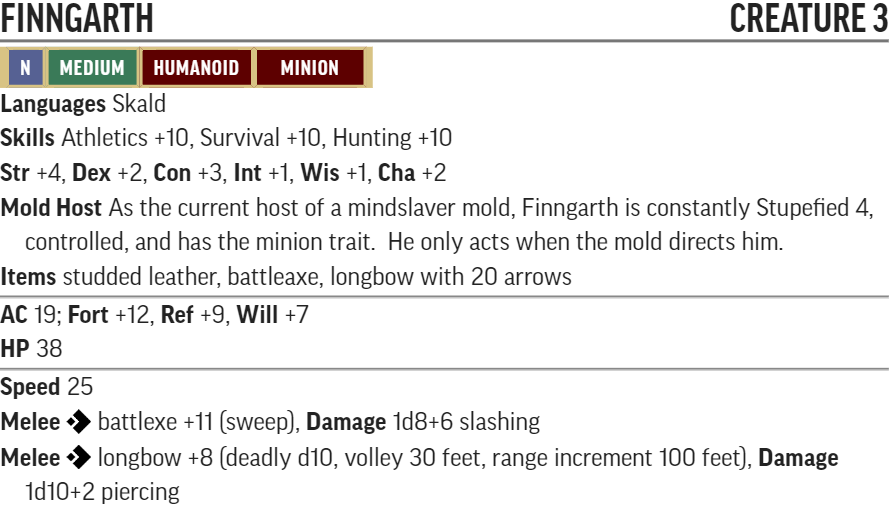 FINNGARTH CREATURE 3
N MEDIUM HUMANOID MINION
Languages Skald
Skills Athletics +10, Survival +10, Hunting +10
Str +4, Dex +2, Con +3, Int +1, Wis +1, Cha +2
Mold Host As the current host of a mindslaver mold, Finngarth is constantly Stupefied 4,
controlled, and has the minion trait.  He only acts when the mold directs him.
Items studded leather, battleaxe, longbow with 20 arrows
AC 19; Fort +12, Ref +9, Will +7
HP 38
Speed 25
Melee battlexe +11 (sweep), Damage 1d8+6 slashing
Melee longbow +8 (deadly d10, volley 30 feet, range increment 100 feet), Damage
1d10+2 piercing